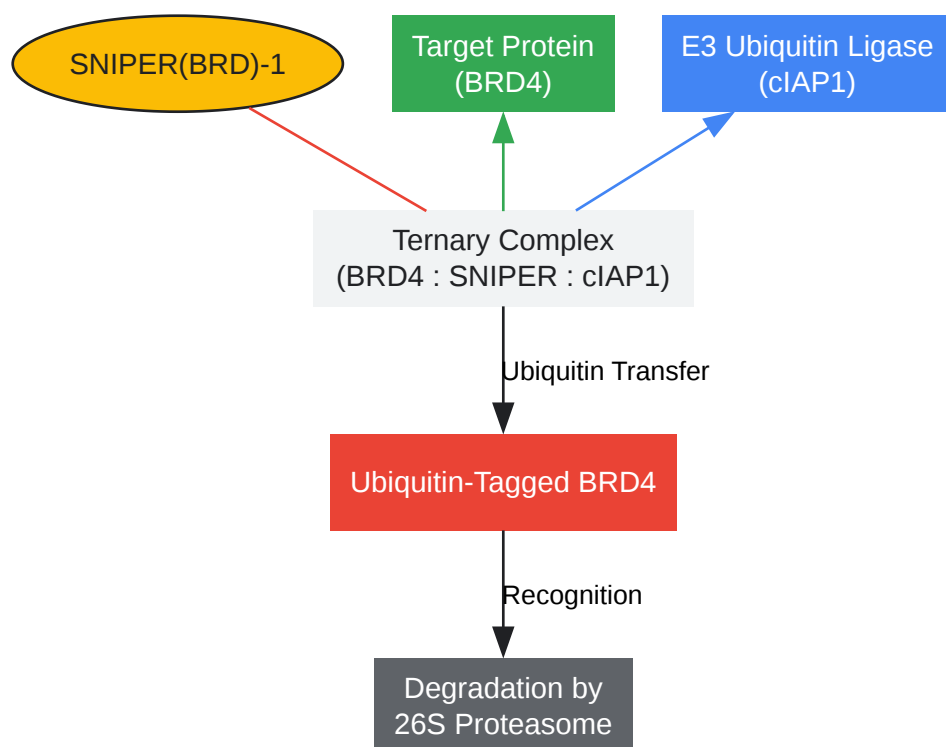 SNIPER(BRD)-1
Target Protein
(BRD4)
E3 Ubiquitin Ligase
(cIAP1)
Ternary Complex
(BRD4 : SNIPER : cIAP1)
Ubiquitin Transfer
Ubiquitin-Tagged BRD4
Recognition
Degradation by
26S Proteasome